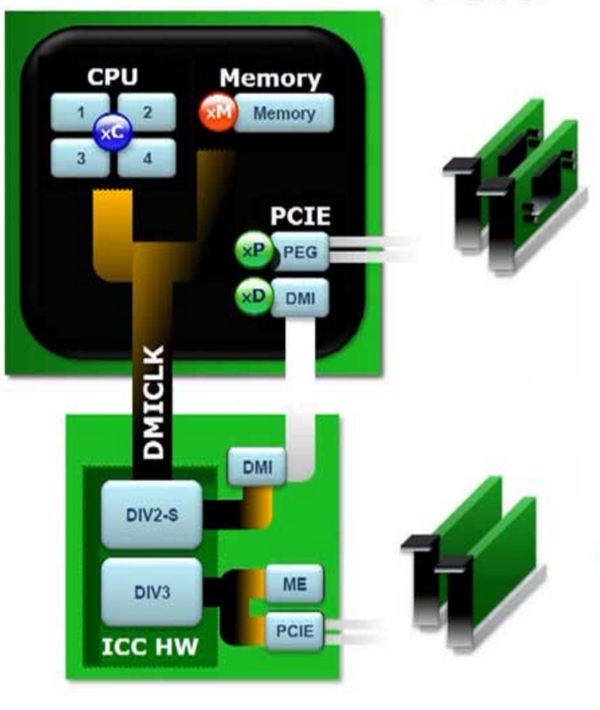 CPU
Memory
1
2
xC
3
4
xM
Memory
PCIE
xP
PEG
xD
DMI
DMICLK
DMI
DIV2-S
DIV3
ME
PCIE
ICC HW